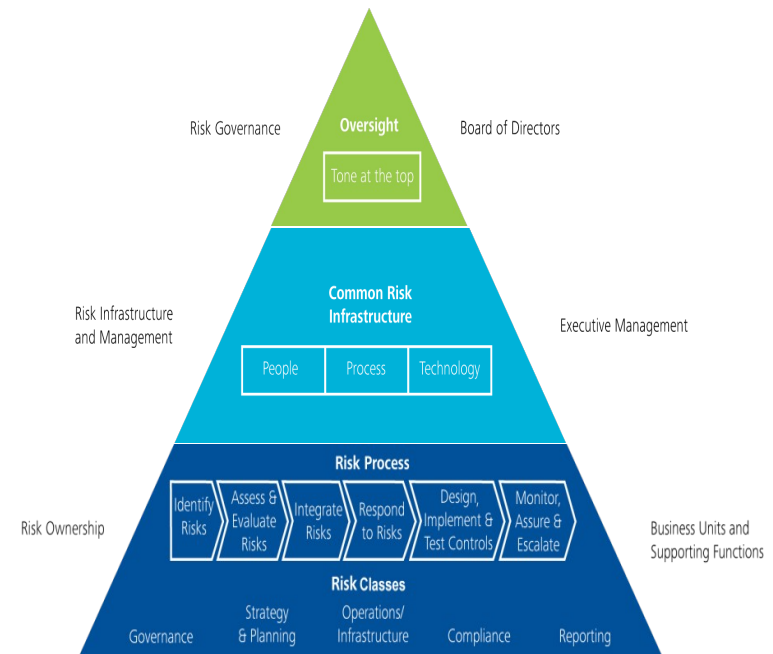 Risk Governance
Oversight
Board of Directors
Tone at the top
Risk Infrastructure
and Management
Common Risk
Infrastructure
Executive Management
People
Process
Technology
Risk Ownership
Risk Process
Identify
Risks
Assess &
Evaluate
Risks
Integrate
Risks
Respond
to Risks
Design,
Implement &
Test Controls
Monitor,
Assure &
Escalate
Business Units and
Supporting Functions
Risk Classes
Governance
Strategy
& Planning
Operations/
Infrastructure
Compliance
Reporting